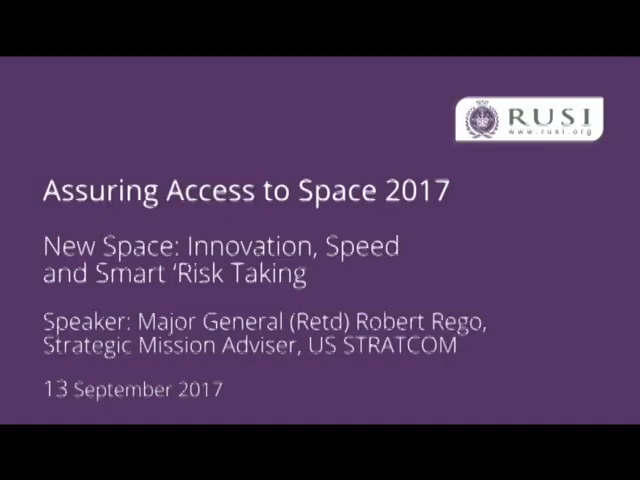 RUSI
www.rusi.org
Assuring Access to Space 2017
New Space: Innovation, Speed
and Smart ‘Risk Taking
Speaker: Major General (Retd) Robert Rego,
Strategic Mission Adviser, US STRATCOM
13 September 2017